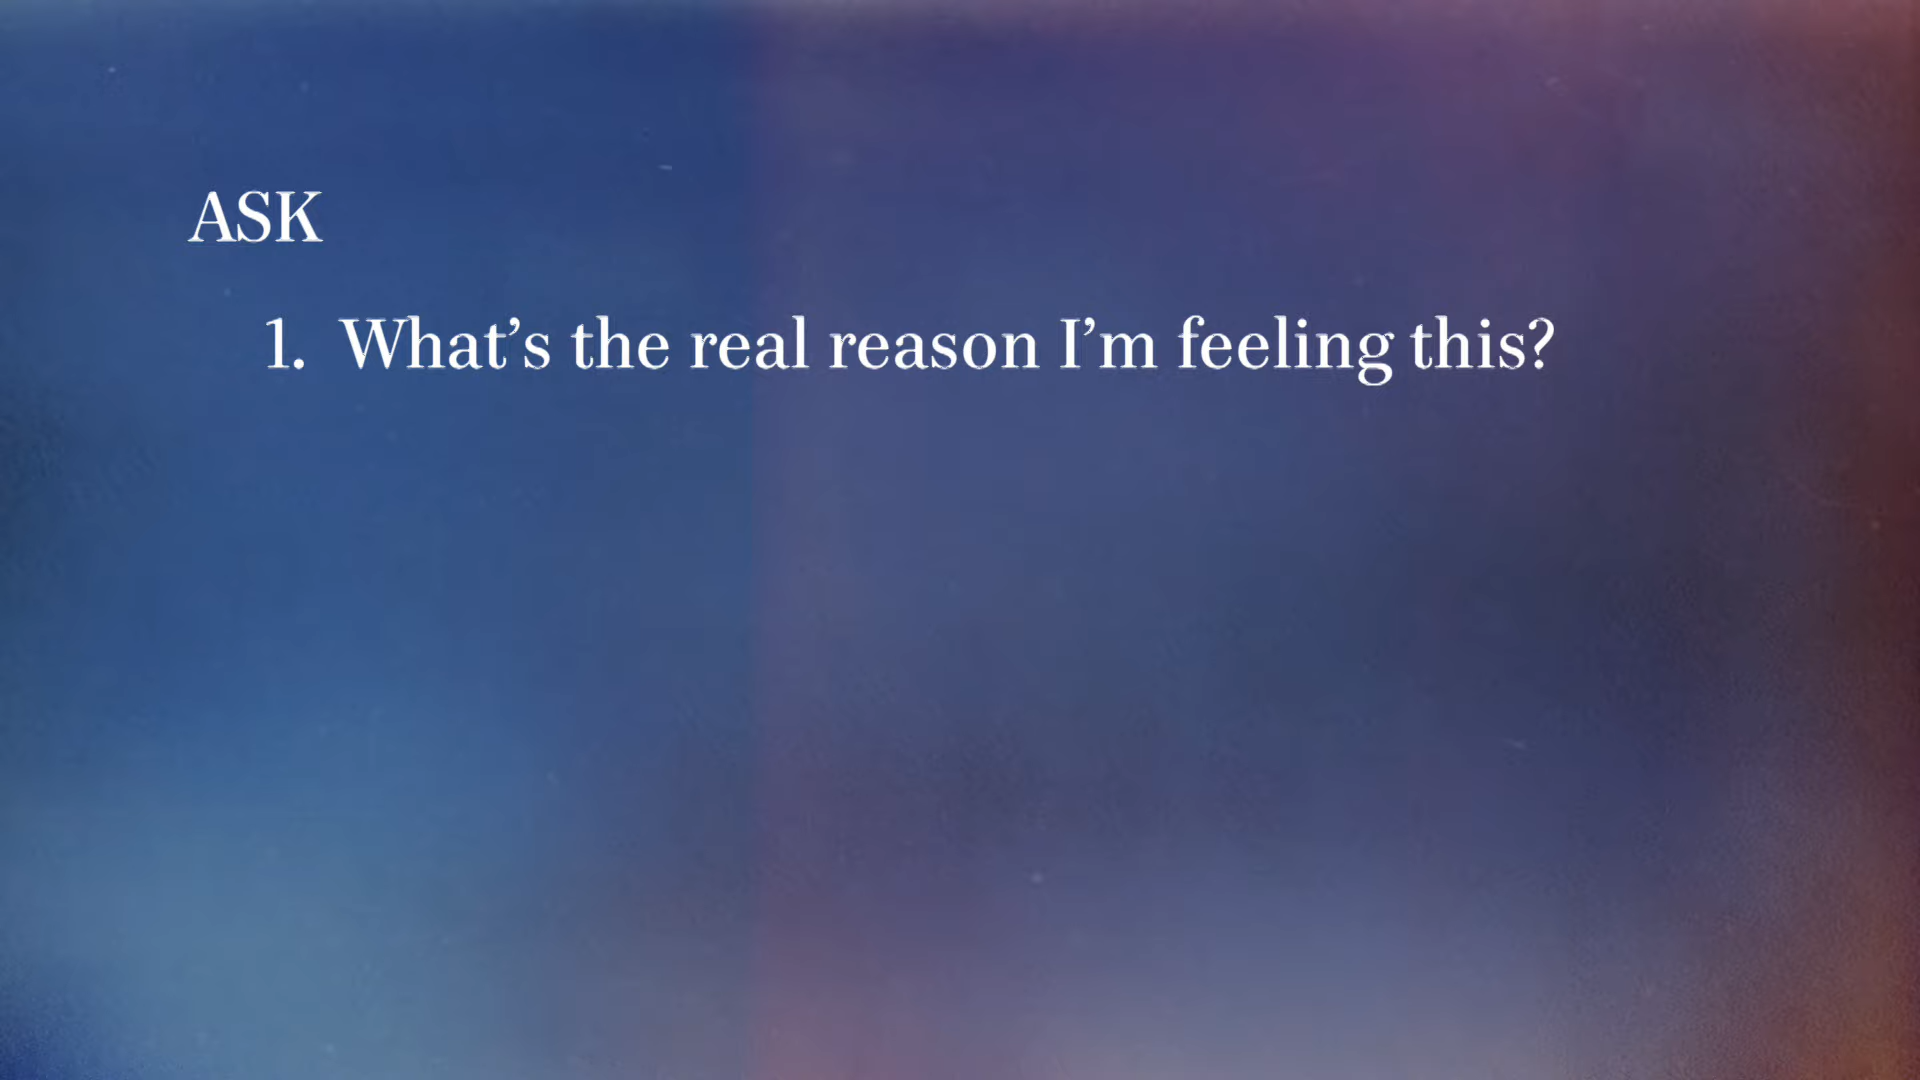 ASK
1. What’s the real reason I’m feeling this?